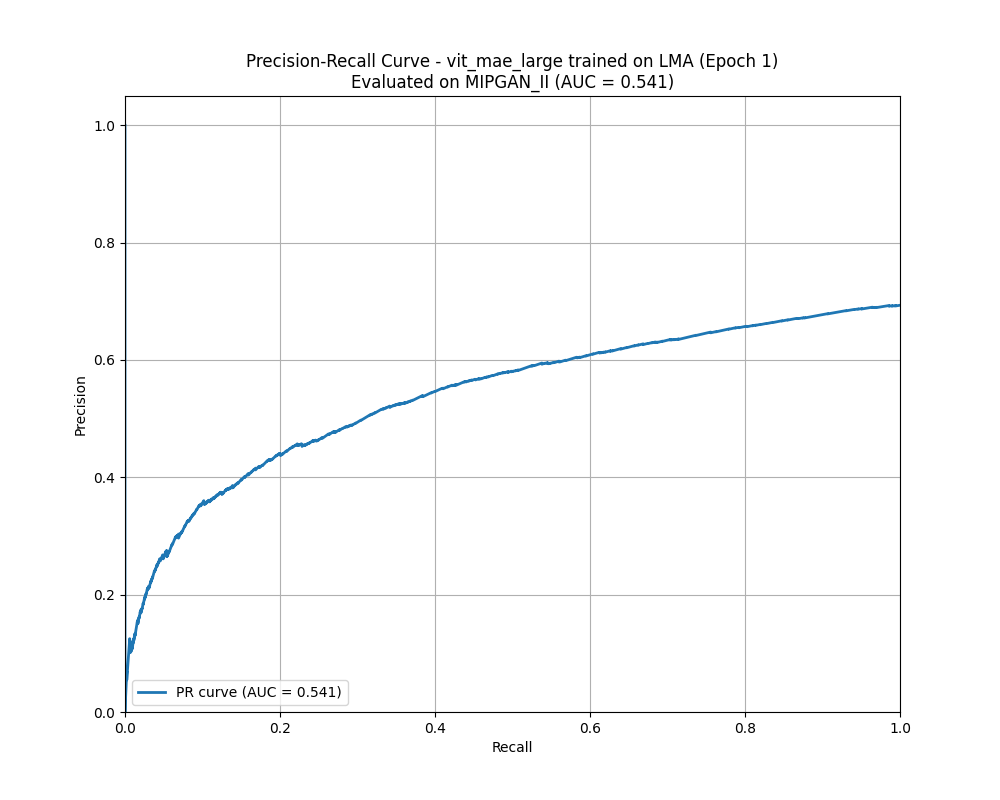 Precision-Recall Curve - vit_mae_large trained on LMA (Epoch 1)
Evaluated on MIPGAN_II (AUC = 0.541)
1.0
0.8
0.6
0.4
0.2
0.0
Precision
PR curve (AUC = 0.541)
0.0 0.2 0.4 0.6 0.8 1.0
Recall